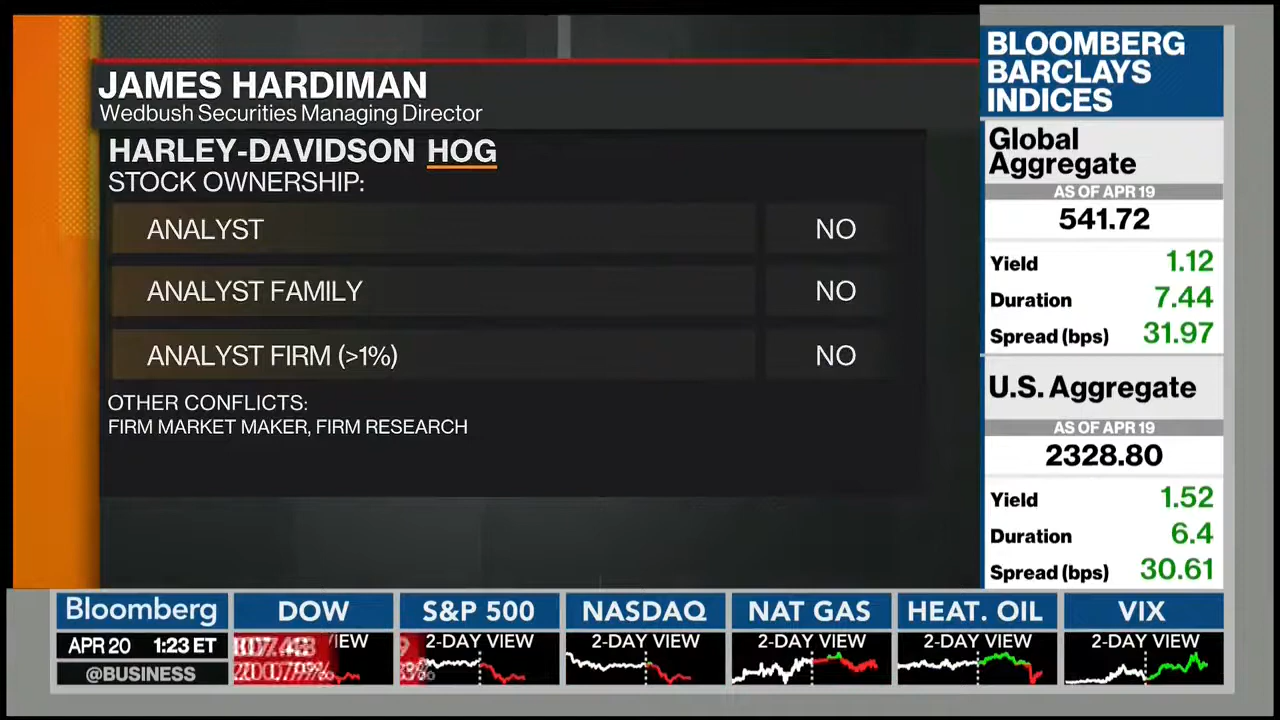 JAMES HARDIMAN
Wedbush Securities Managing Director
HARLEY-DAVIDSON HOG
STOCK OWNERSHIP:
ANALYST NO
ANALYST FAMILY NO
ANALYST FIRM (>1%) NO
OTHER CONFLICTS:
FIRM MARKET MAKER, FIRM RESEARCH
BLOOMBERG
BARCLAYS
INDICES
Global
Aggregate
AS OF APR 19
541.72
Yield 1.12
Duration 7.44
Spread (bps) 31.97
U.S. Aggregate
AS OF APR 19
2328.80
Yield 1.52
Duration 6.4
Spread (bps) 30.61
Bloomberg DOW S&P 500 NASDAQ NAT GAS HEAT. OIL VIX
APR 20 1:23 ET 2-DAY VIEW 2-DAY VIEW 2-DAY VIEW 2-DAY VIEW 2-DAY VIEW
@BUSINESS